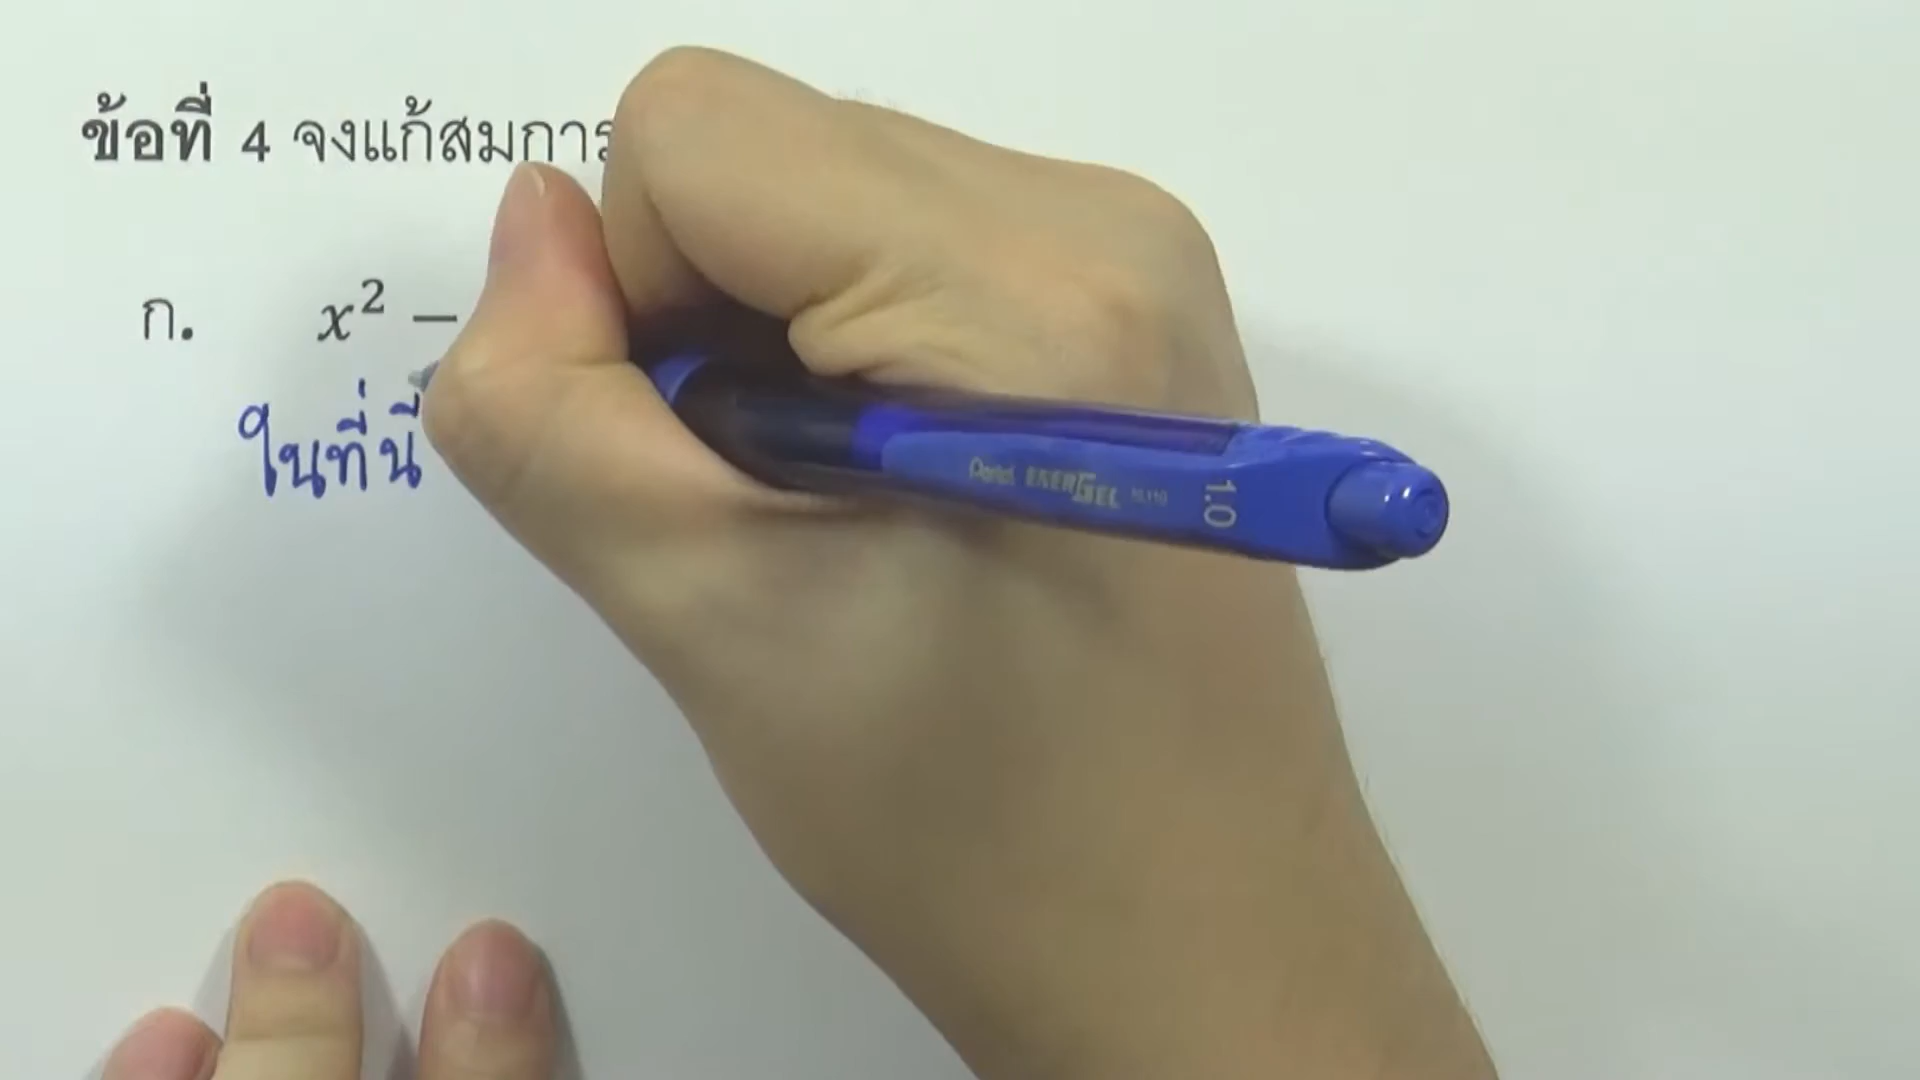 ข้อที่ 4 จงแก้สมการ
ก. x² −
ในที่นี้
Pentel ENERGEL BL110 1.0